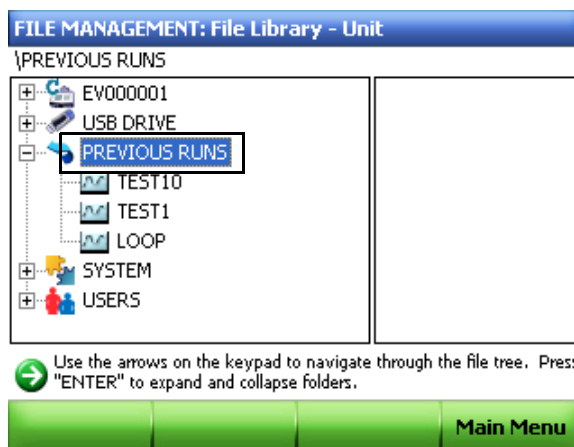 FILE MANAGEMENT: File Library - Unit
\PREVIOUS RUNS
EV000001
USB DRIVE
PREVIOUS RUNS
TEST10
TEST1
LOOP
SYSTEM
USERS
Use the arrows on the keypad to navigate through the file tree. Press
"ENTER" to expand and collapse folders.
Main Menu